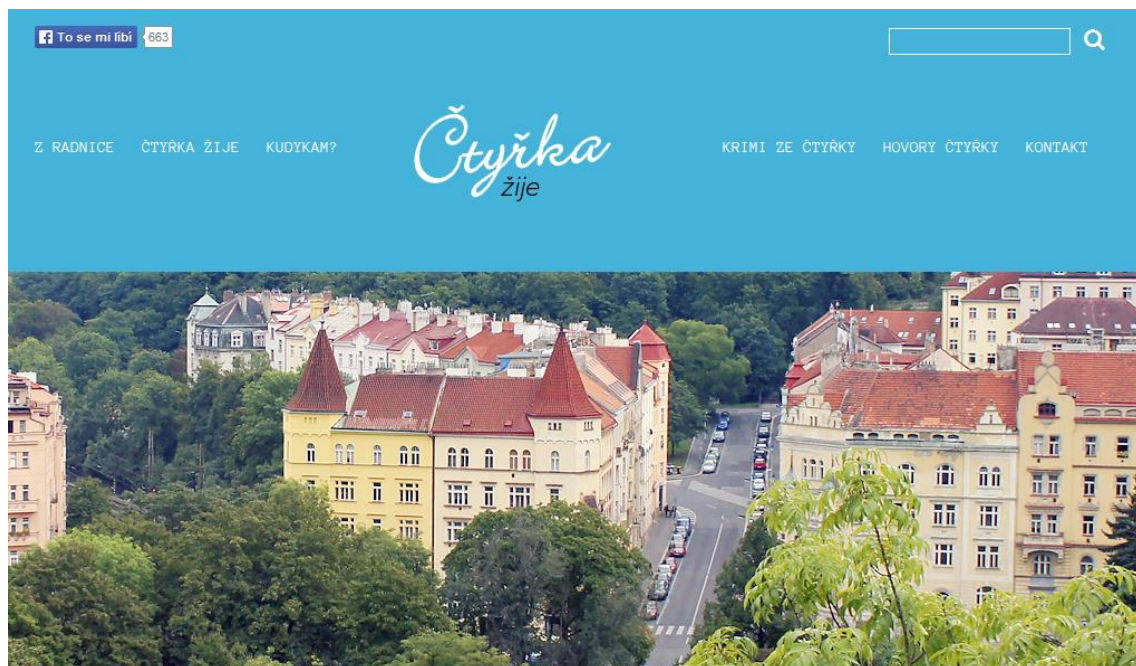 To se mi líbí 663
Z RADNICE ČTYŘKA ŽIJE KUDYKAM?
Čtyřka
žije
KRIMI ZE ČTYŘKY HOVORY ČTYŘKY KONTAKT